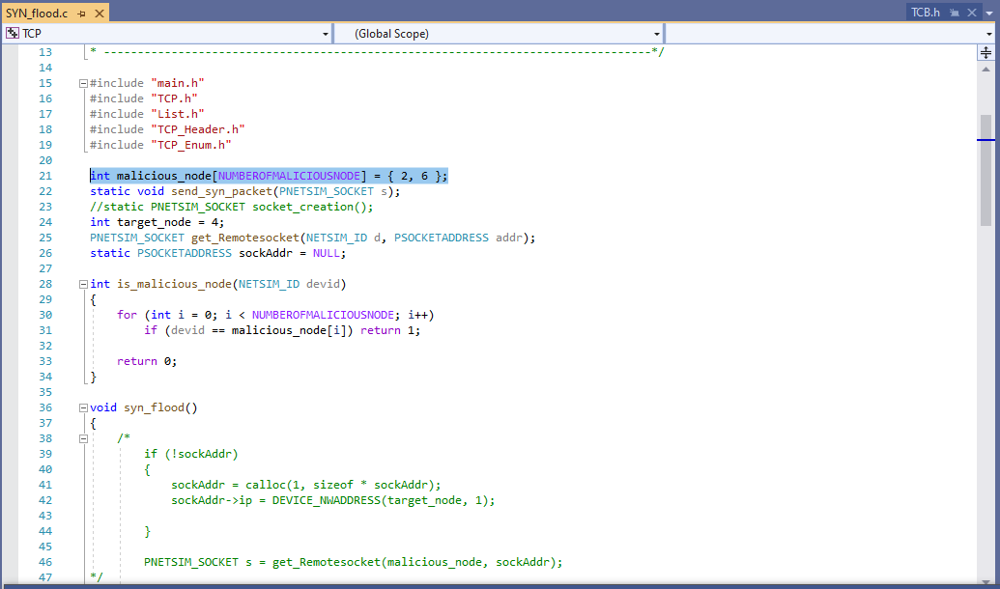 SYN_flood.c
TCB.h
TCP
(Global Scope)
13 * ---------------------------------------------------------------------------------*/
14
15 #include "main.h"
16 #include "TCP.h"
17 #include "List.h"
18 #include "TCP_Header.h"
19 #include "TCP_Enum.h"
20
21 int malicious_node[NUMBEROFMALICIOUSNODE] = { 2, 6 };
22 static void send_syn_packet(PNETSIM_SOCKET s);
23 //static PNETSIM_SOCKET socket_creation();
24 int target_node = 4;
25 PNETSIM_SOCKET get_Remotesocket(NETSIM_ID d, PSOCKETADDRESS addr);
26 static PSOCKETADDRESS sockAddr = NULL;
27
28 int is_malicious_node(NETSIM_ID devid)
29 {
30     for (int i = 0; i < NUMBEROFMALICIOUSNODE; i++)
31         if (devid == malicious_node[i]) return 1;
32
33     return 0;
34 }
35
36 void syn_flood()
37 {
38     /*
39         if (!sockAddr)
40         {
41             sockAddr = calloc(1, sizeof * sockAddr);
42             sockAddr->ip = DEVICE_NWADDRESS(target_node, 1);
43
44         }
45
46         PNETSIM_SOCKET s = get_Remotesocket(malicious_node, sockAddr);
47 */